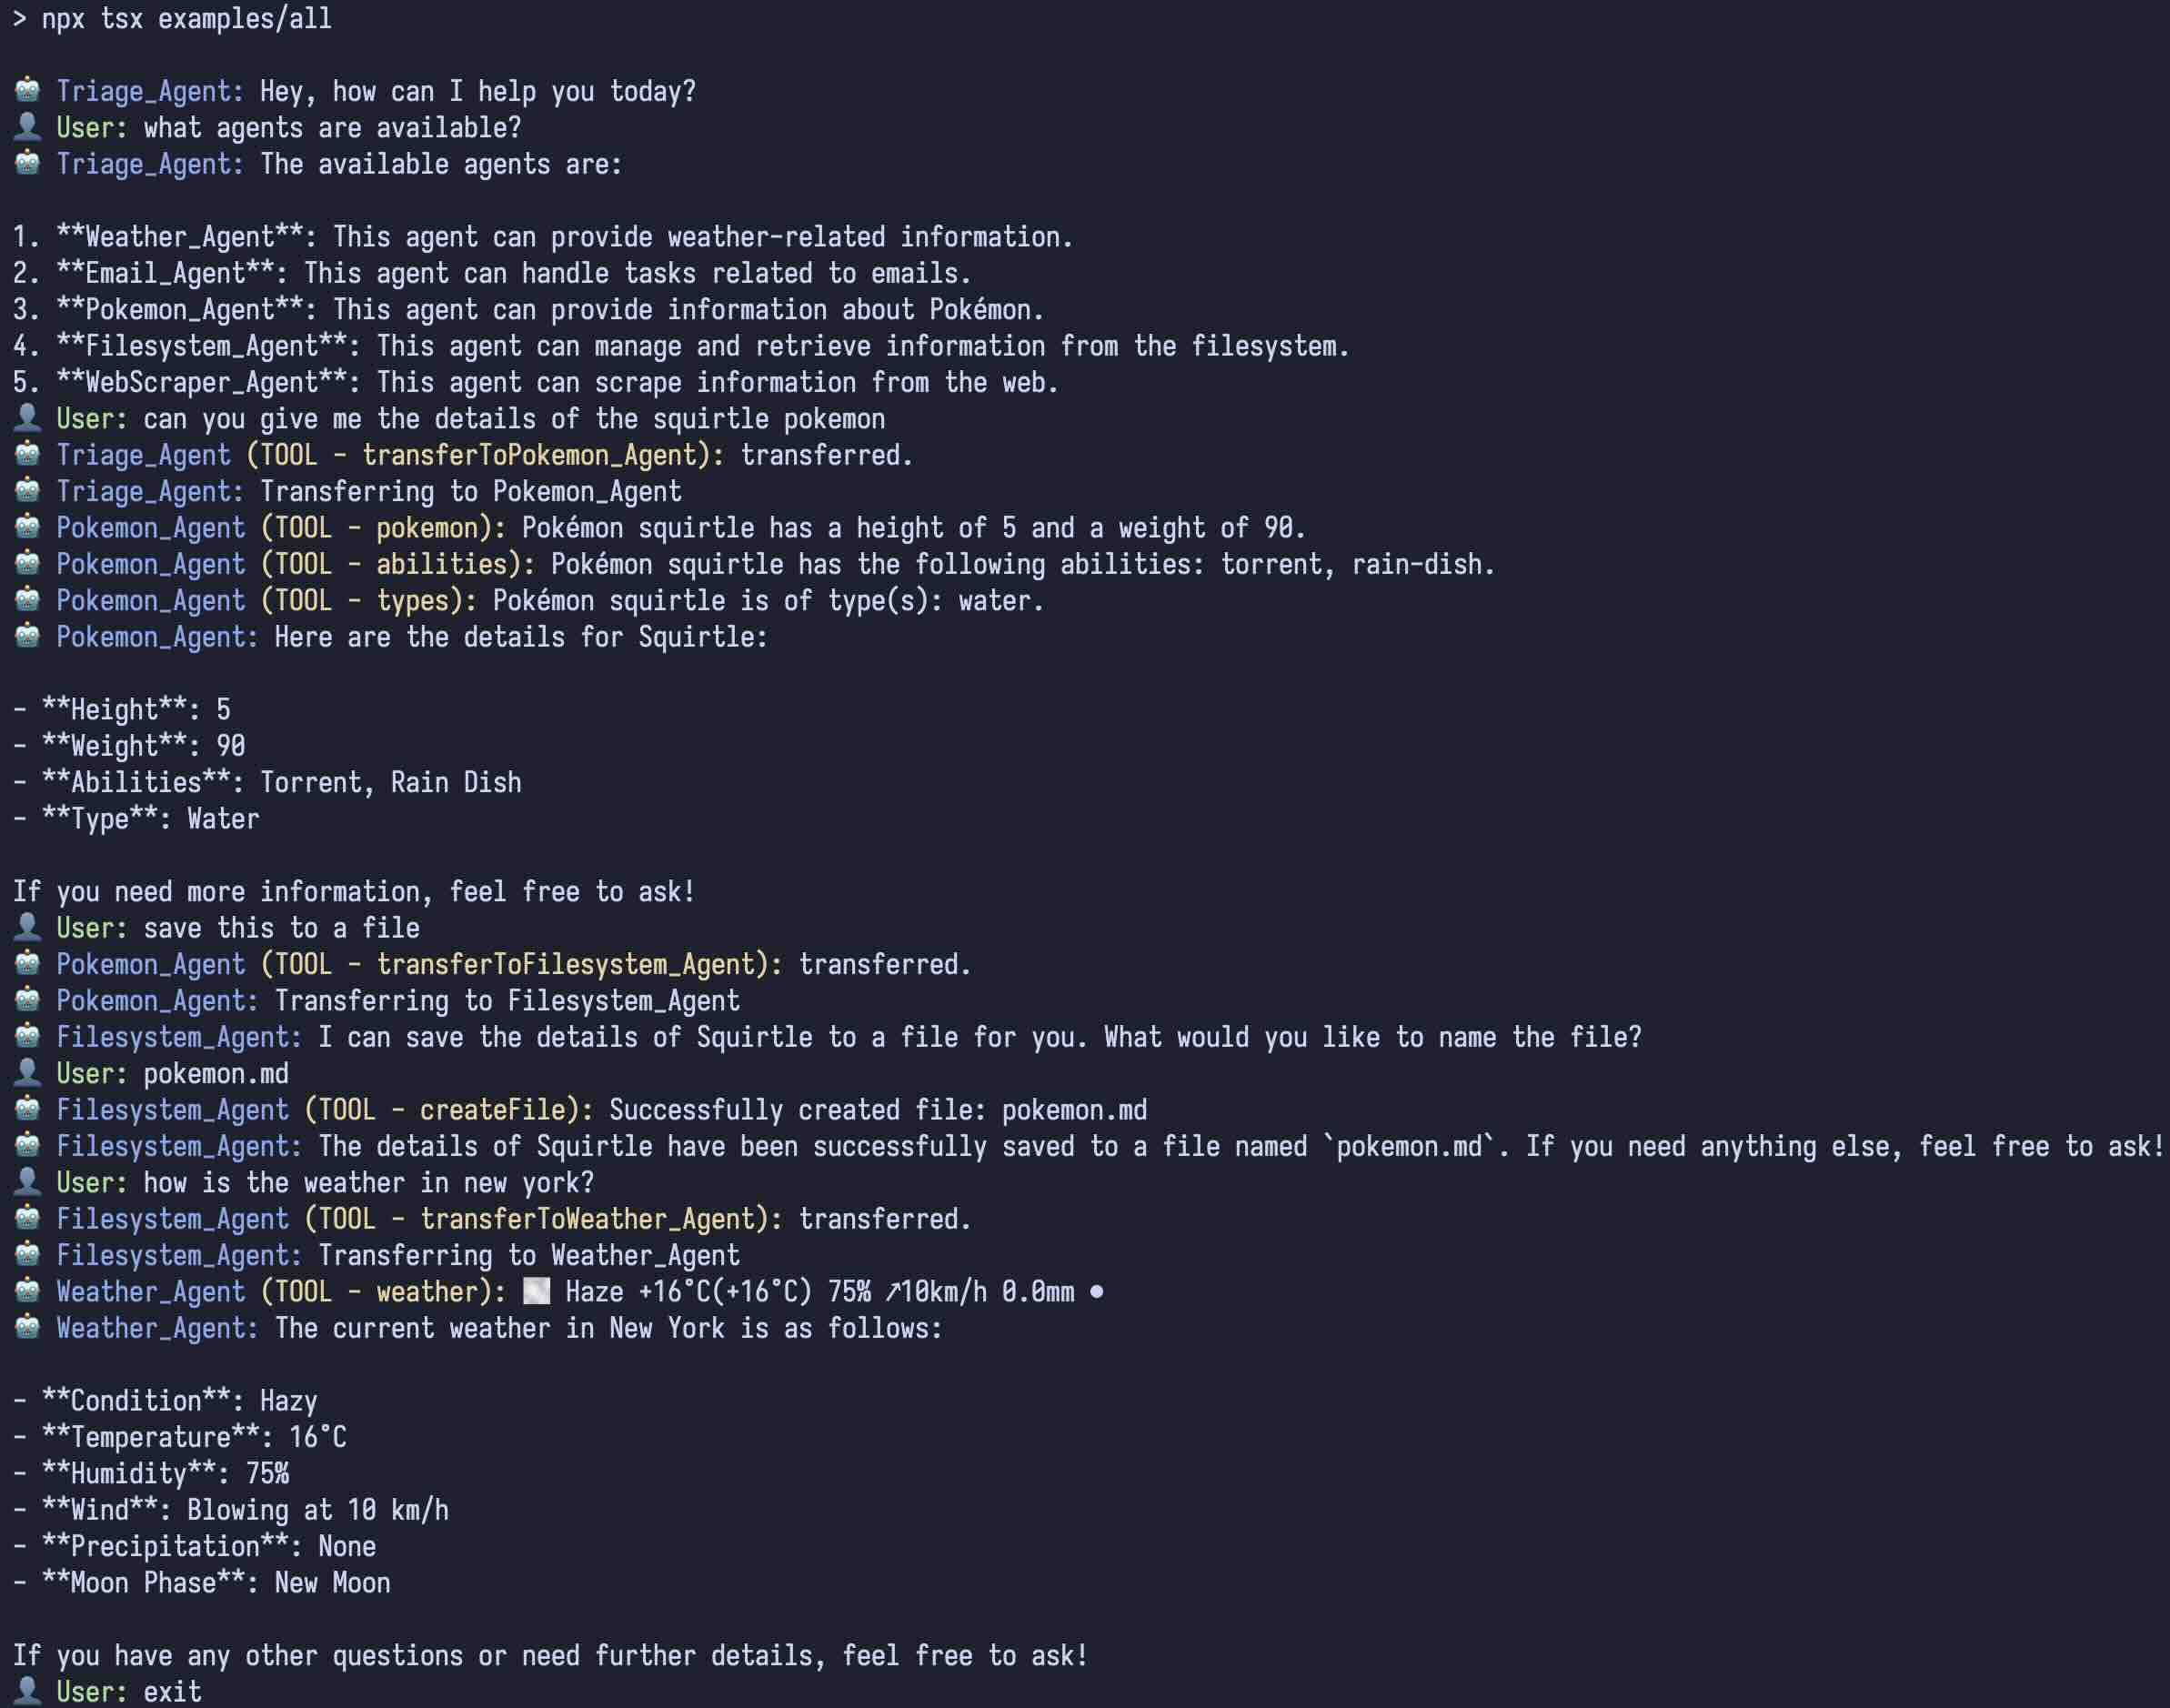 > npx tsx examples/all
🤖 Triage_Agent: Hey, how can I help you today?
👤 User: what agents are available?
🤖 Triage_Agent: The available agents are:
1. **Weather_Agent**: This agent can provide weather-related information.
2. **Email_Agent**: This agent can handle tasks related to emails.
3. **Pokemon_Agent**: This agent can provide information about Pokémon.
4. **Filesystem_Agent**: This agent can manage and retrieve information from the filesystem.
5. **WebScraper_Agent**: This agent can scrape information from the web.
👤 User: can you give me the details of the squirtle pokemon
🤖 Triage_Agent (TOOL - transferToPokemon_Agent): transferred.
🤖 Triage_Agent: Transferring to Pokemon_Agent
🤖 Pokemon_Agent (TOOL - pokemon): Pokémon squirtle has a height of 5 and a weight of 90.
🤖 Pokemon_Agent (TOOL - abilities): Pokémon squirtle has the following abilities: torrent, rain-dish.
🤖 Pokemon_Agent (TOOL - types): Pokémon squirtle is of type(s): water.
🤖 Pokemon_Agent: Here are the details for Squirtle:
- **Height**: 5
- **Weight**: 90
- **Abilities**: Torrent, Rain Dish
- **Type**: Water
If you need more information, feel free to ask!
👤 User: save this to a file
🤖 Pokemon_Agent (TOOL - transferToFilesystem_Agent): transferred.
🤖 Pokemon_Agent: Transferring to Filesystem_Agent
🤖 Filesystem_Agent: I can save the details of Squirtle to a file for you. What would you like to name the file?
👤 User: pokemon.md
🤖 Filesystem_Agent (TOOL - createFile): Successfully created file: pokemon.md
🤖 Filesystem_Agent: The details of Squirtle have been successfully saved to a file named `pokemon.md`. If you need anything else, feel free to ask!
👤 User: how is the weather in new york?
🤖 Filesystem_Agent (TOOL - transferToWeather_Agent): transferred.
🤖 Filesystem_Agent: Transferring to Weather_Agent
🤖 Weather_Agent (TOOL - weather): 🌫 Haze +16°C(+16°C) 75% ↗10km/h 0.0mm ●
🤖 Weather_Agent: The current weather in New York is as follows:
- **Condition**: Hazy
- **Temperature**: 16°C
- **Humidity**: 75%
- **Wind**: Blowing at 10 km/h
- **Precipitation**: None
- **Moon Phase**: New Moon
If you have any other questions or need further details, feel free to ask!
👤 User: exit